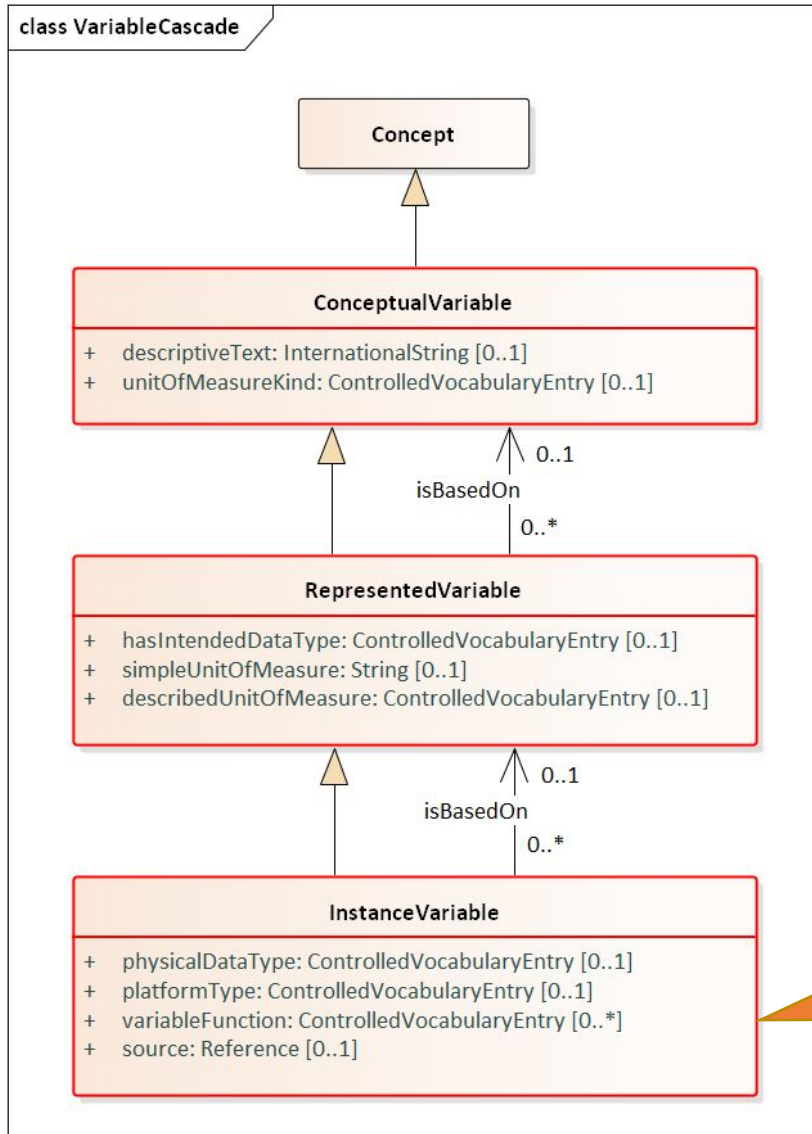 class VariableCascade
Concept
ConceptualVariable
+ descriptiveText: InternationalString [0..1]
+ unitOfMeasureKind: ControlledVocabularyEntry [0..1]
0..1
isBasedOn
0..*
RepresentedVariable
+ hasIntendedDataType: ControlledVocabularyEntry [0..1]
+ simpleUnitOfMeasure: String [0..1]
+ describedUnitOfMeasure: ControlledVocabularyEntry [0..1]
0..1
isBasedOn
0..*
InstanceVariable
+ physicalDataType: ControlledVocabularyEntry [0..1]
+ platformType: ControlledVocabularyEntry [0..1]
+ variableFunction: ControlledVocabularyEntry [0..*]
+ source: Reference [0..1]